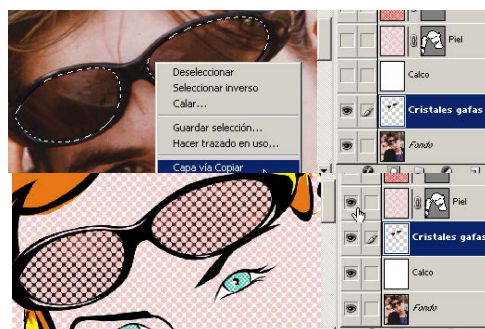 Piel
Calco
Cristales gafas
Fondo
Deseleccionar
Seleccionar inverso
Calar...
Guardar selección...
Hacer trazado en uso...
Capa vía Copiar
Piel
Cristales gafas
Calco
Fondo